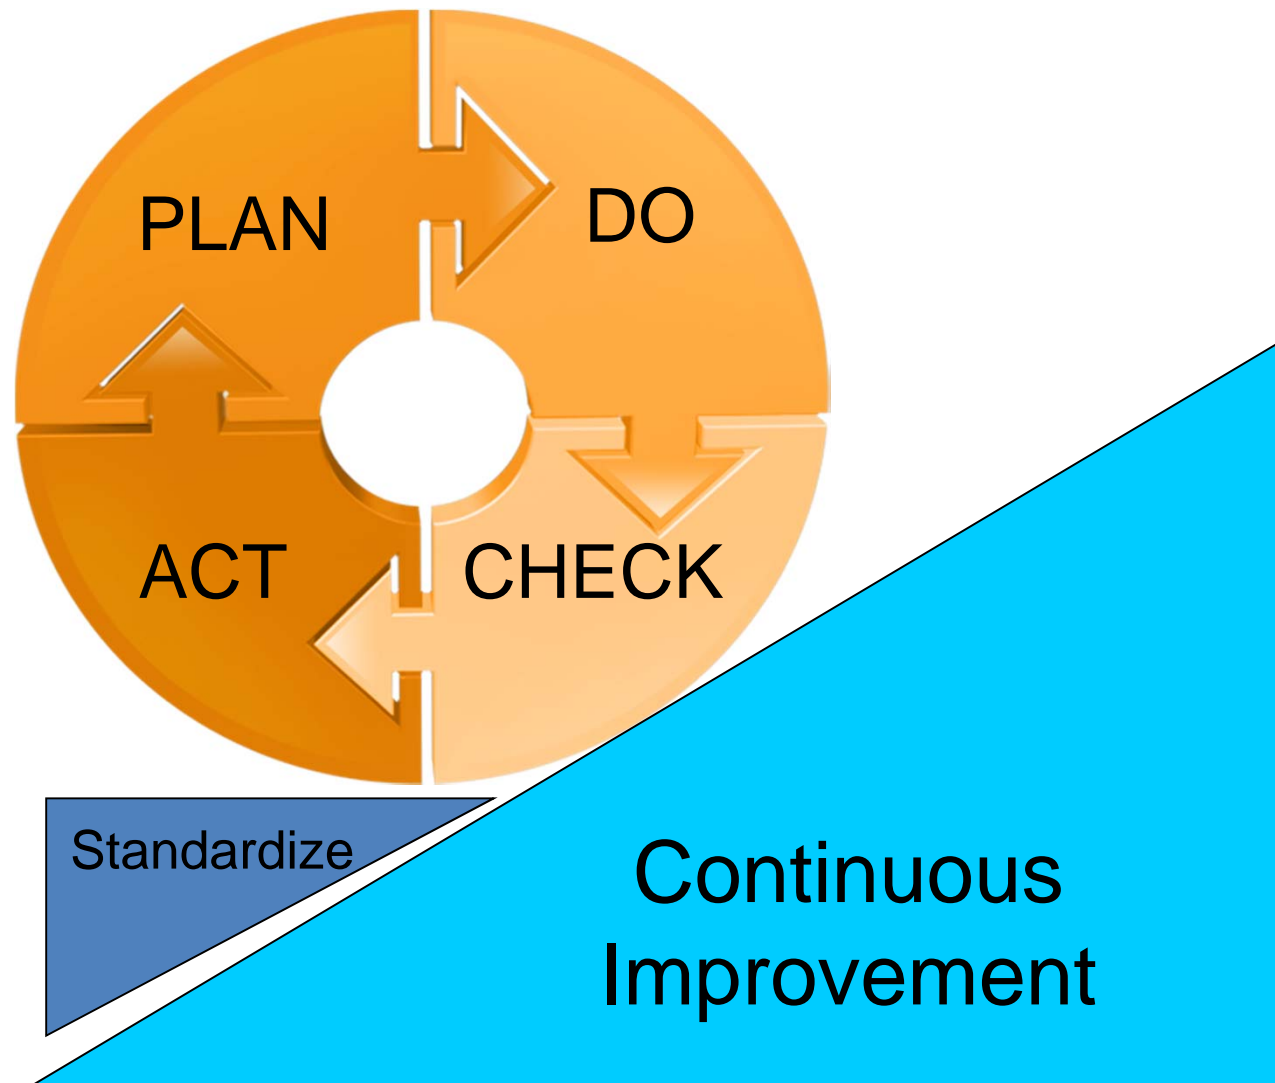 PLAN
DO
ACT
CHECK
Standardize
Continuous
Improvement